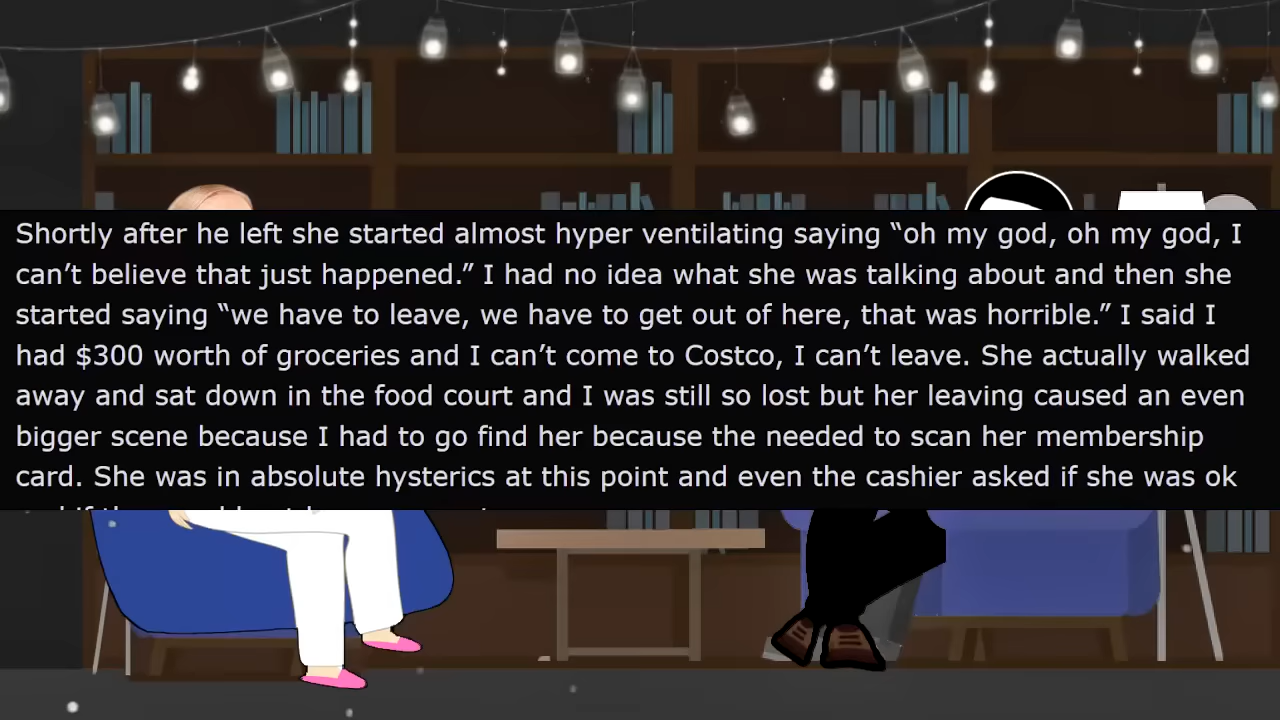 Shortly after he left she started almost hyper ventilating saying “oh my god, oh my god, I
can’t believe that just happened.” I had no idea what she was talking about and then she
started saying “we have to leave, we have to get out of here, that was horrible.” I said I
had $300 worth of groceries and I can’t come to Costco, I can’t leave. She actually walked
away and sat down in the food court and I was still so lost but her leaving caused an even
bigger scene because I had to go find her because the needed to scan her membership
card. She was in absolute hysterics at this point and even the cashier asked if she was ok